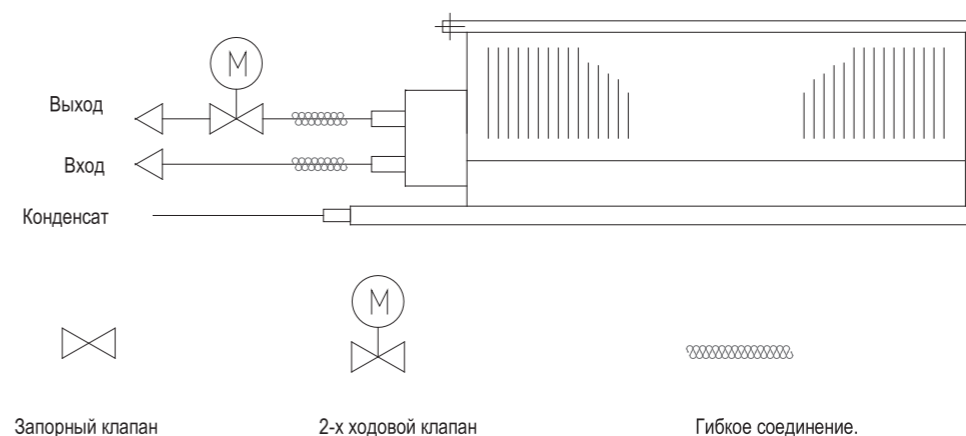 M
Выход
Вход
Конденсат
M
Запорный клапан
2-х ходовой клапан
Гибкое соединение.